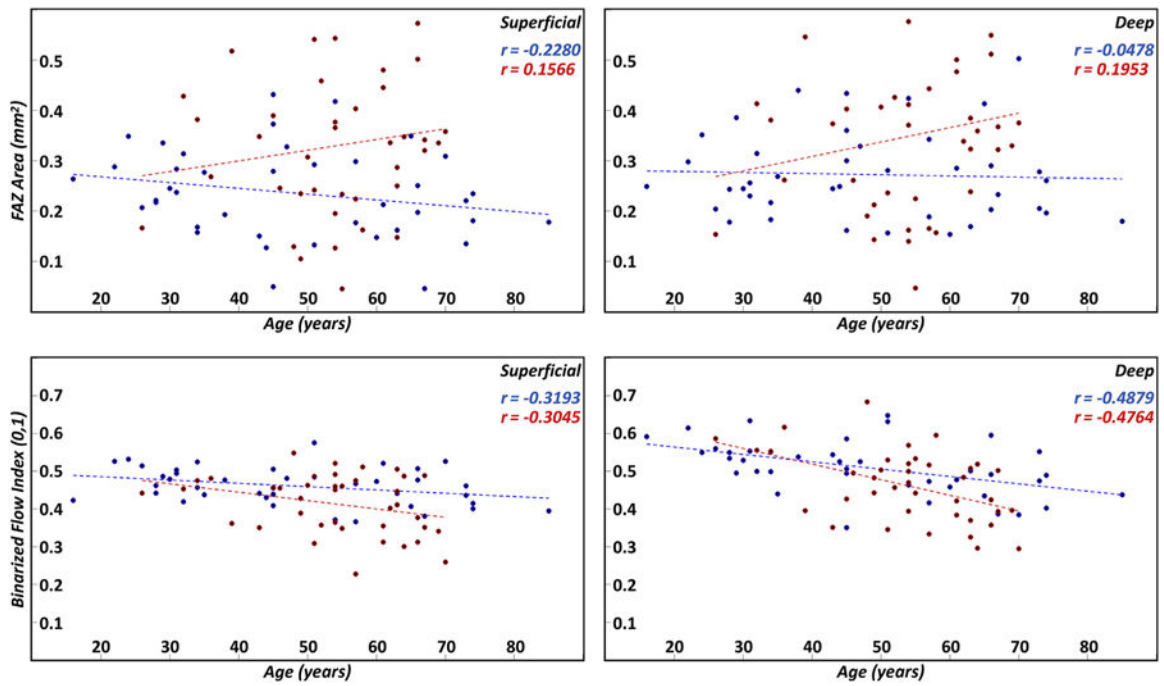 Superficial
r = -0.2280
r = 0.1566
0.5
0.4
0.3
0.2
0.1
FAZ Area (mm²)
20 30 40 50 60 70 80
Age (years)
Deep
r = -0.0478
r = 0.1953
0.5
0.4
0.3
0.2
0.1
20 30 40 50 60 70 80
Age (years)
Superficial
r = -0.3193
r = -0.3045
0.7
0.6
0.5
0.4
0.3
0.2
0.1
Binarized Flow Index (0,1)
20 30 40 50 60 70 80
Age (years)
Deep
r = -0.4879
r = -0.4764
0.7
0.6
0.5
0.4
0.3
0.2
0.1
20 30 40 50 60 70 80
Age (years)